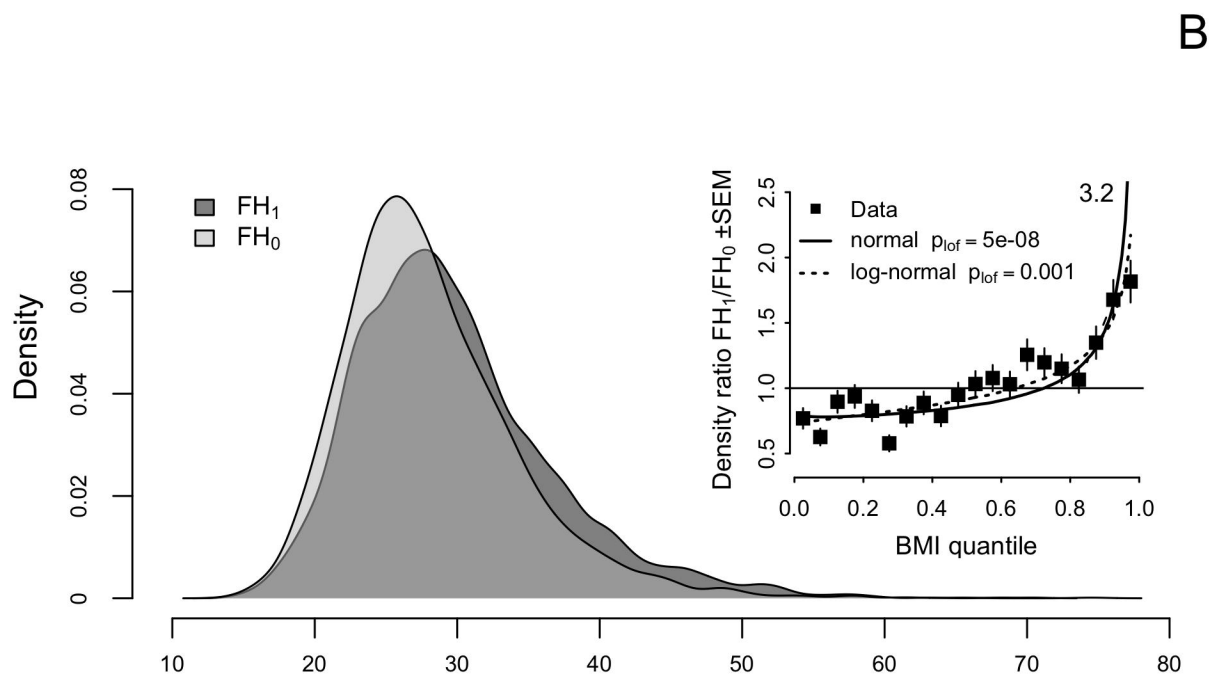 B
Density
0.08
0.06
0.04
0.02
0
FH₁
FH₀
10 20 30 40 50 60 70 80
Density ratio FH₁/FH₀ ±SEM
2.5
2.0
1.5
1.0
0.5
3.2
Data
normal p_lof = 5e-08
log-normal p_lof = 0.001
0.0 0.2 0.4 0.6 0.8 1.0
BMI quantile